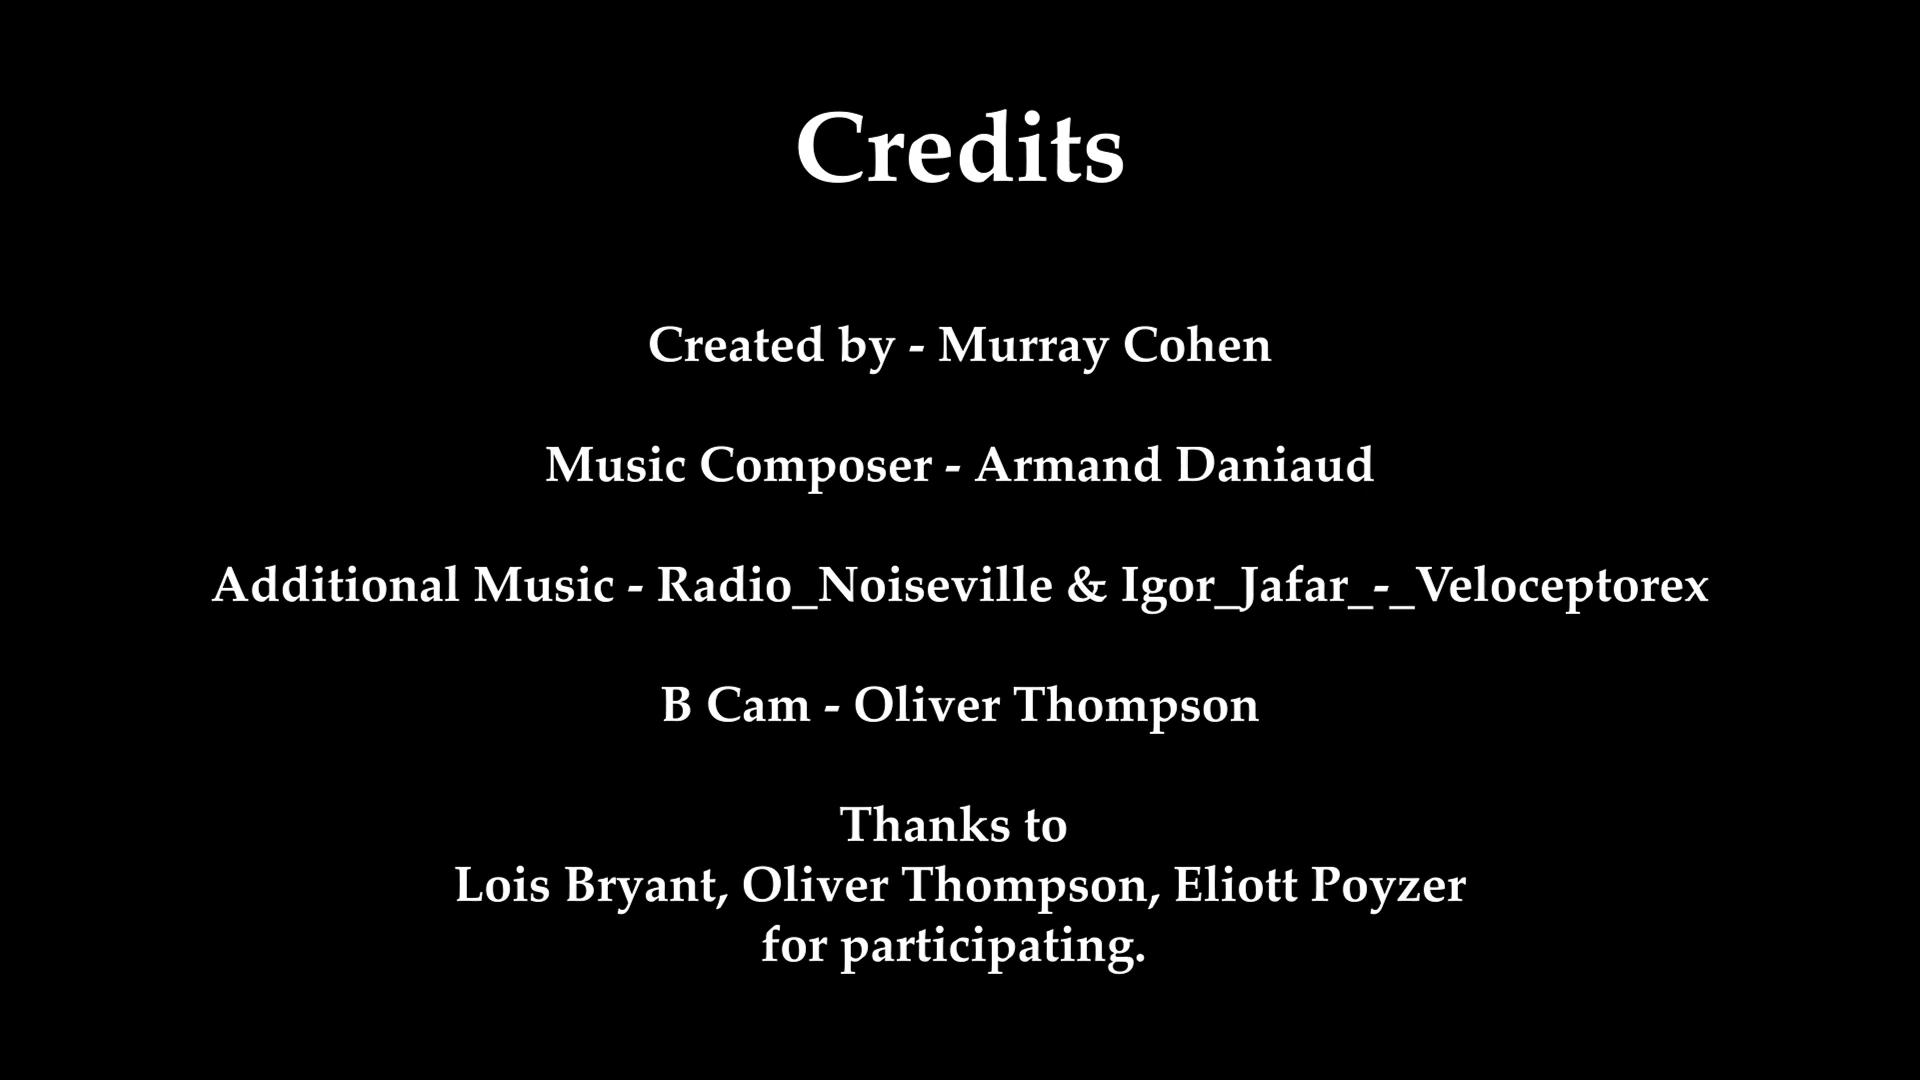 Credits
Created by - Murray Cohen
Music Composer - Armand Daniaud
Additional Music - Radio_Noiseville & Igor_Jafar_-_Veloceptorex
B Cam - Oliver Thompson
Thanks to
Lois Bryant, Oliver Thompson, Eliott Poyzer
for participating.